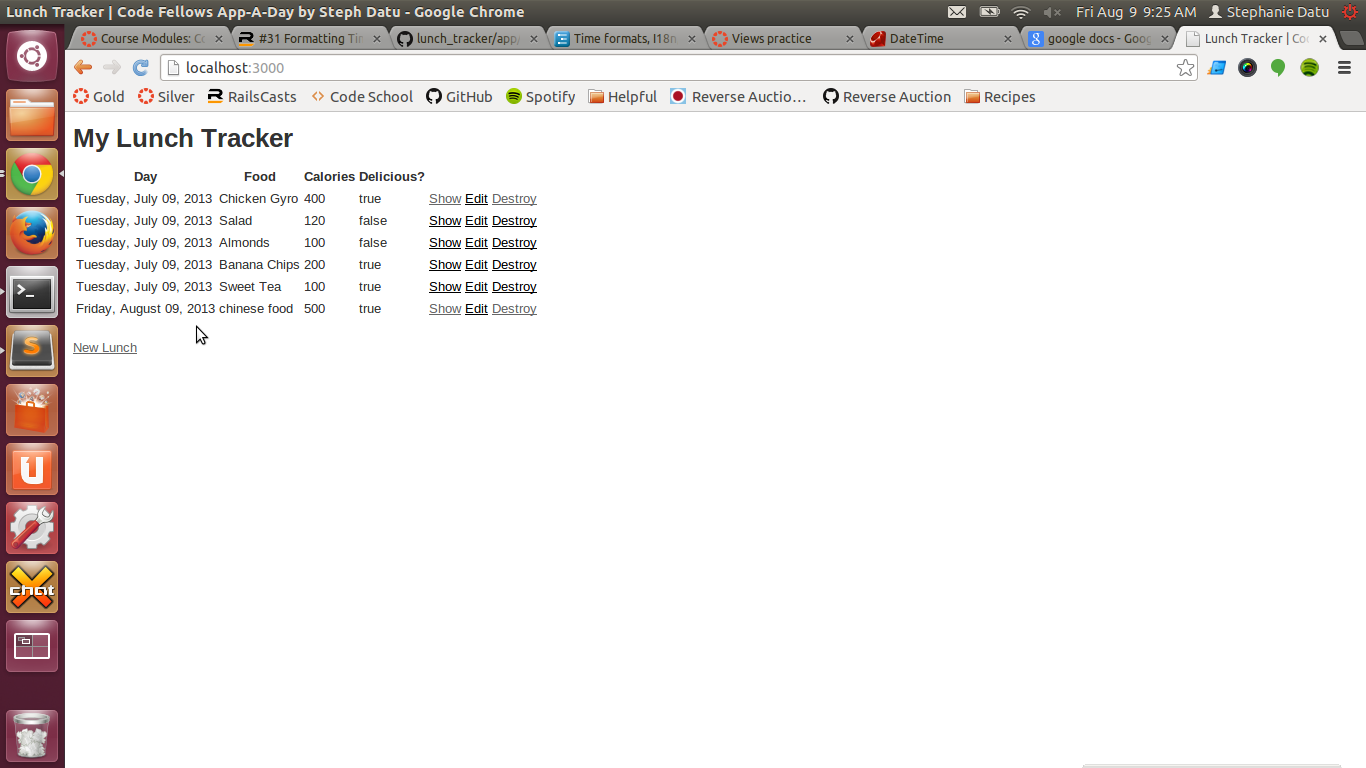 Lunch Tracker | Code Fellows App-A-Day by Steph Datu - Google Chrome
Fri Aug 9 9:25 AM Stephanie Datu
Course Modules: Co
#31 Formatting Tim
lunch_tracker/app/
Time formats, I18n
Views practice
DateTime
google docs - Goog
Lunch Tracker | Co
localhost:3000
Gold Silver RailsCasts Code School GitHub Spotify Helpful Reverse Auctio... Reverse Auction Recipes
My Lunch Tracker
Day Food Calories Delicious?
Tuesday, July 09, 2013 Chicken Gyro 400 true Show Edit Destroy
Tuesday, July 09, 2013 Salad 120 false Show Edit Destroy
Tuesday, July 09, 2013 Almonds 100 false Show Edit Destroy
Tuesday, July 09, 2013 Banana Chips 200 true Show Edit Destroy
Tuesday, July 09, 2013 Sweet Tea 100 true Show Edit Destroy
Friday, August 09, 2013 chinese food 500 true Show Edit Destroy
New Lunch
chat